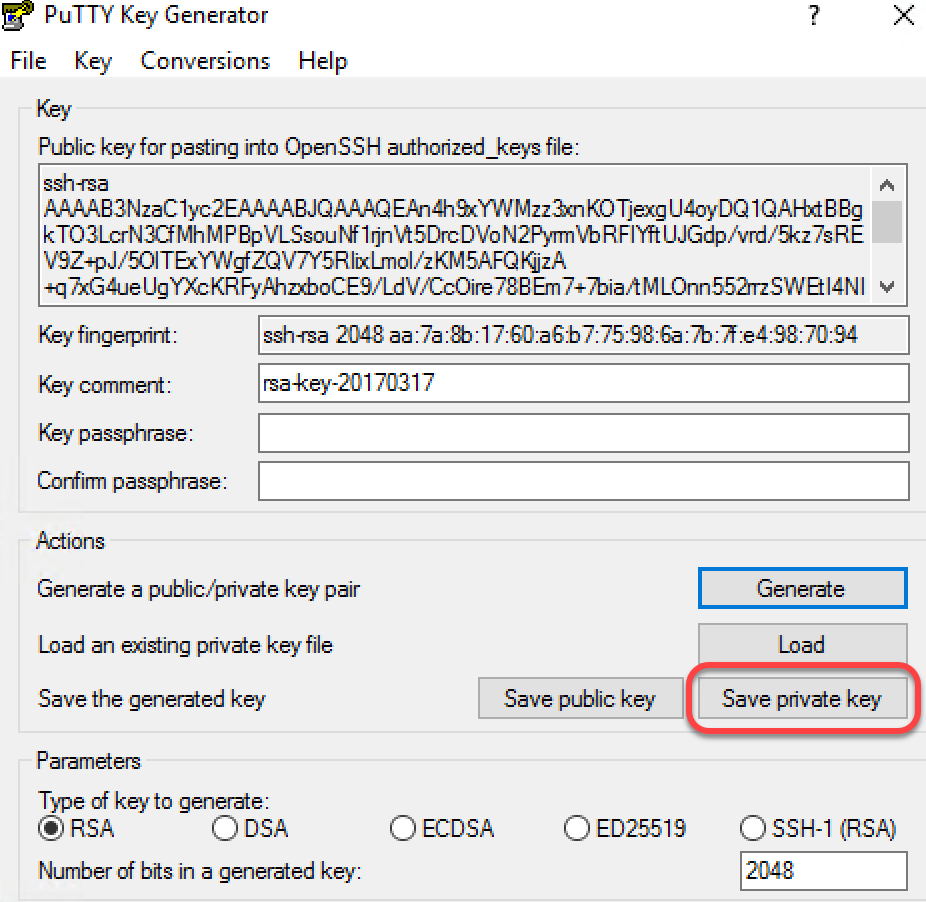 PuTTY Key Generator
?
File Key Conversions Help
Key
Public key for pasting into OpenSSH authorized_keys file:
ssh-rsa
AAAAB3NzaC1yc2EAAAABJQAAAQEAn4h9xYWMzz3xnKOTjexgU4oyDQ1QAHxtBBg
kTO3LcrN3CfMhMPBpVLSsouNf1rjnVt5DrcDVoN2PyrmVbRFIYftUJGdp/vrd/5kz7sRE
V9Z+pJ/5OITExYWgfZQV7Y5RlixLmol/zKM5AFQKjjzA
+q7xG4ueUgYXcKRFyAhzxboCE9/LdV/CcOire78BEm7+7bia/tMLOnn552rrzSWEtI4NI
Key fingerprint: ssh-rsa 2048 aa:7a:8b:17:60:a6:b7:75:98:6a:7b:7f:e4:98:70:94
Key comment: rsa-key-20170317
Key passphrase:
Confirm passphrase:
Actions
Generate a public/private key pair Generate
Load an existing private key file Load
Save the generated key Save public key Save private key
Parameters
Type of key to generate:
RSA DSA ECDSA ED25519 SSH-1 (RSA)
Number of bits in a generated key: 2048